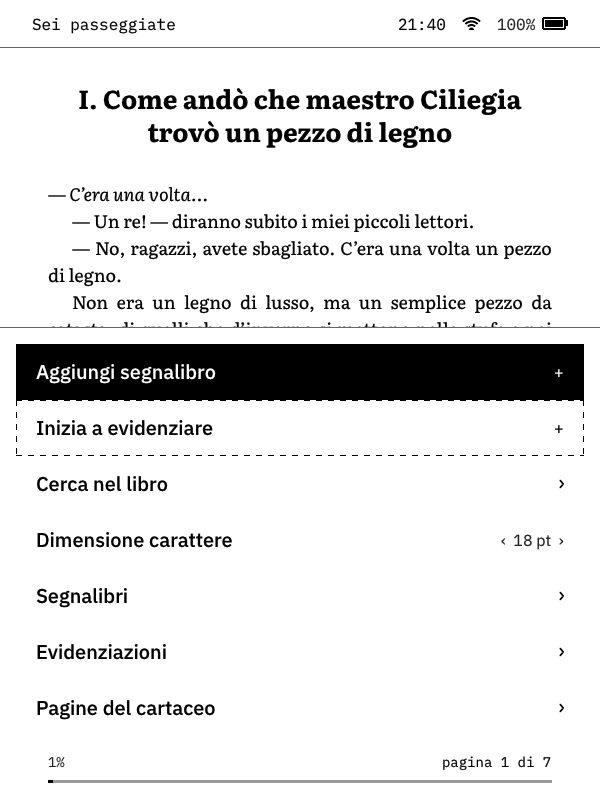 Sei passeggiate 21:40 100%
I. Come andò che maestro Ciliegia
trovò un pezzo di legno
— C’era una volta…
— Un re! — diranno subito i miei piccoli lettori.
— No, ragazzi, avete sbagliato. C’era una volta un pezzo
di legno.
Non era un legno di lusso, ma un semplice pezzo da
Aggiungi segnalibro +
Inizia a evidenziare +
Cerca nel libro ›
Dimensione carattere ‹ 18 pt ›
Segnalibri ›
Evidenziazioni ›
Pagine del cartaceo ›
1% pagina 1 di 7